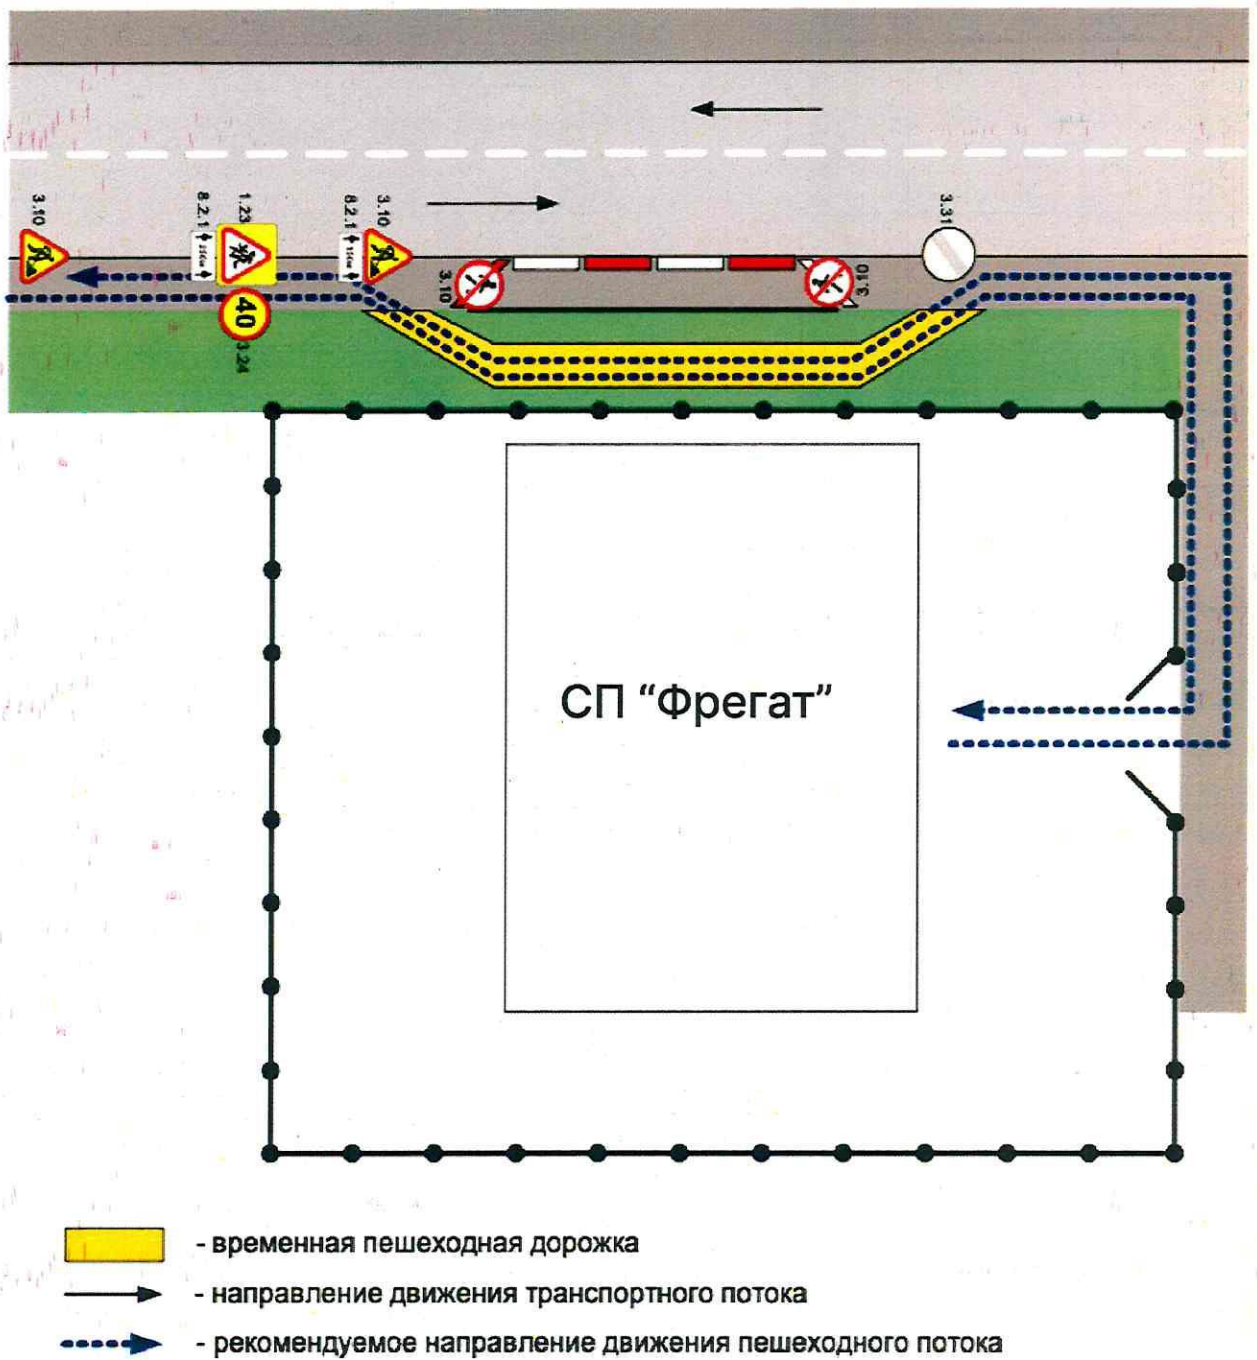 3.10
8.2.1
1.23
8.2.1
3.10
3.31
3.10
3.10
40
3.24
СП “Фрегат”
- временная пешеходная дорожка
- направление движения транспортного потока
- рекомендуемое направление движения пешеходного потока